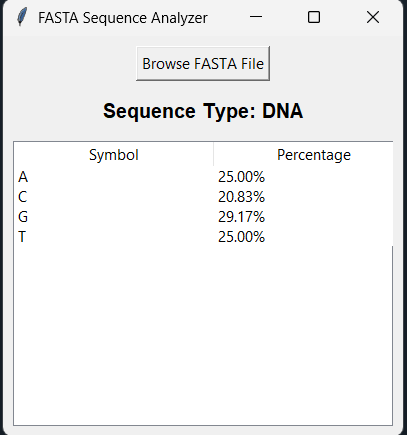 FASTA Sequence Analyzer
Browse FASTA File
Sequence Type: DNA
Symbol Percentage
A 25.00%
C 20.83%
G 29.17%
T 25.00%